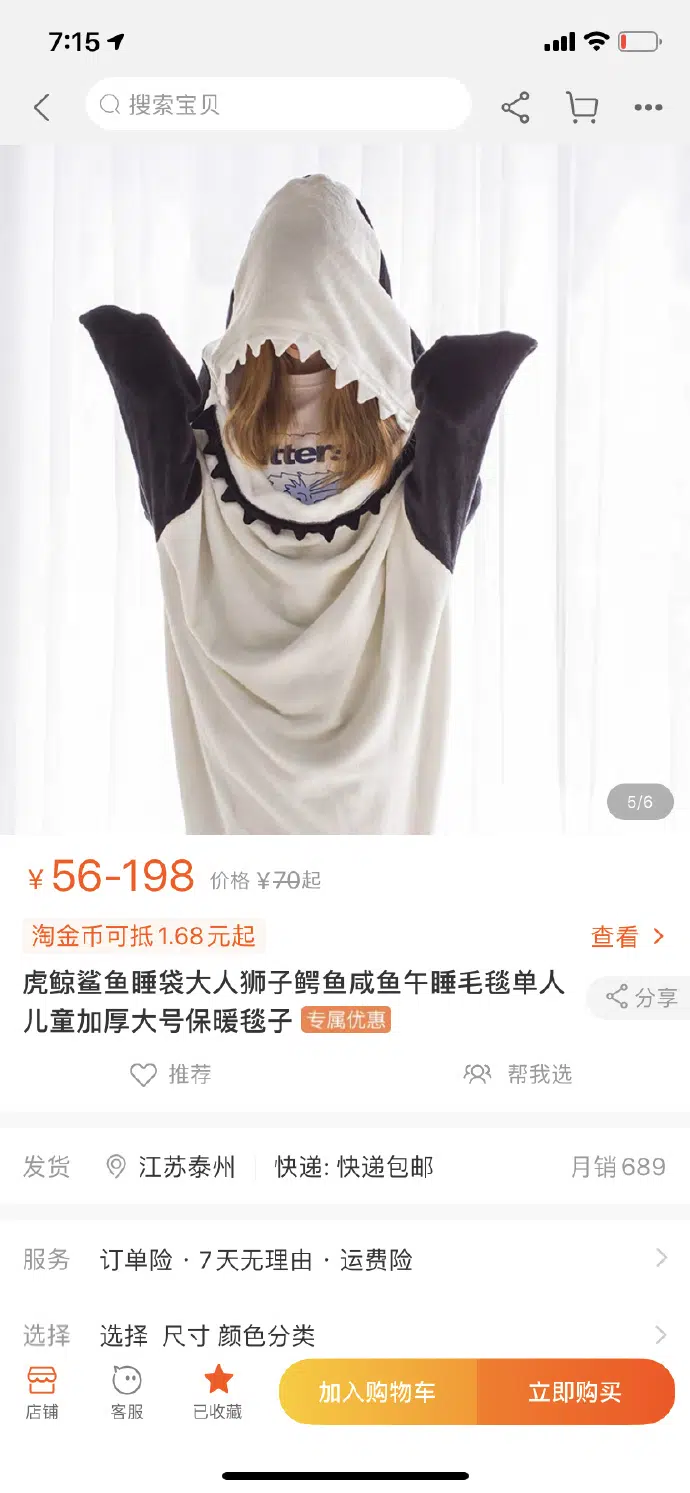 7:15
搜索宝贝
tter
5/6
¥56-198 价格 ¥70起
淘金币可抵1.68元起 查看
虎鲸鲨鱼睡袋大人狮子鳄鱼咸鱼午睡毛毯单人
儿童加厚大号保暖毯子 专属优惠
分享
推荐 帮我选
发货 江苏泰州 快递: 快递包邮 月销689
服务 订单险 · 7天无理由 · 运费险
选择 选择 尺寸 颜色分类
店铺 客服 已收藏 加入购物车 立即购买